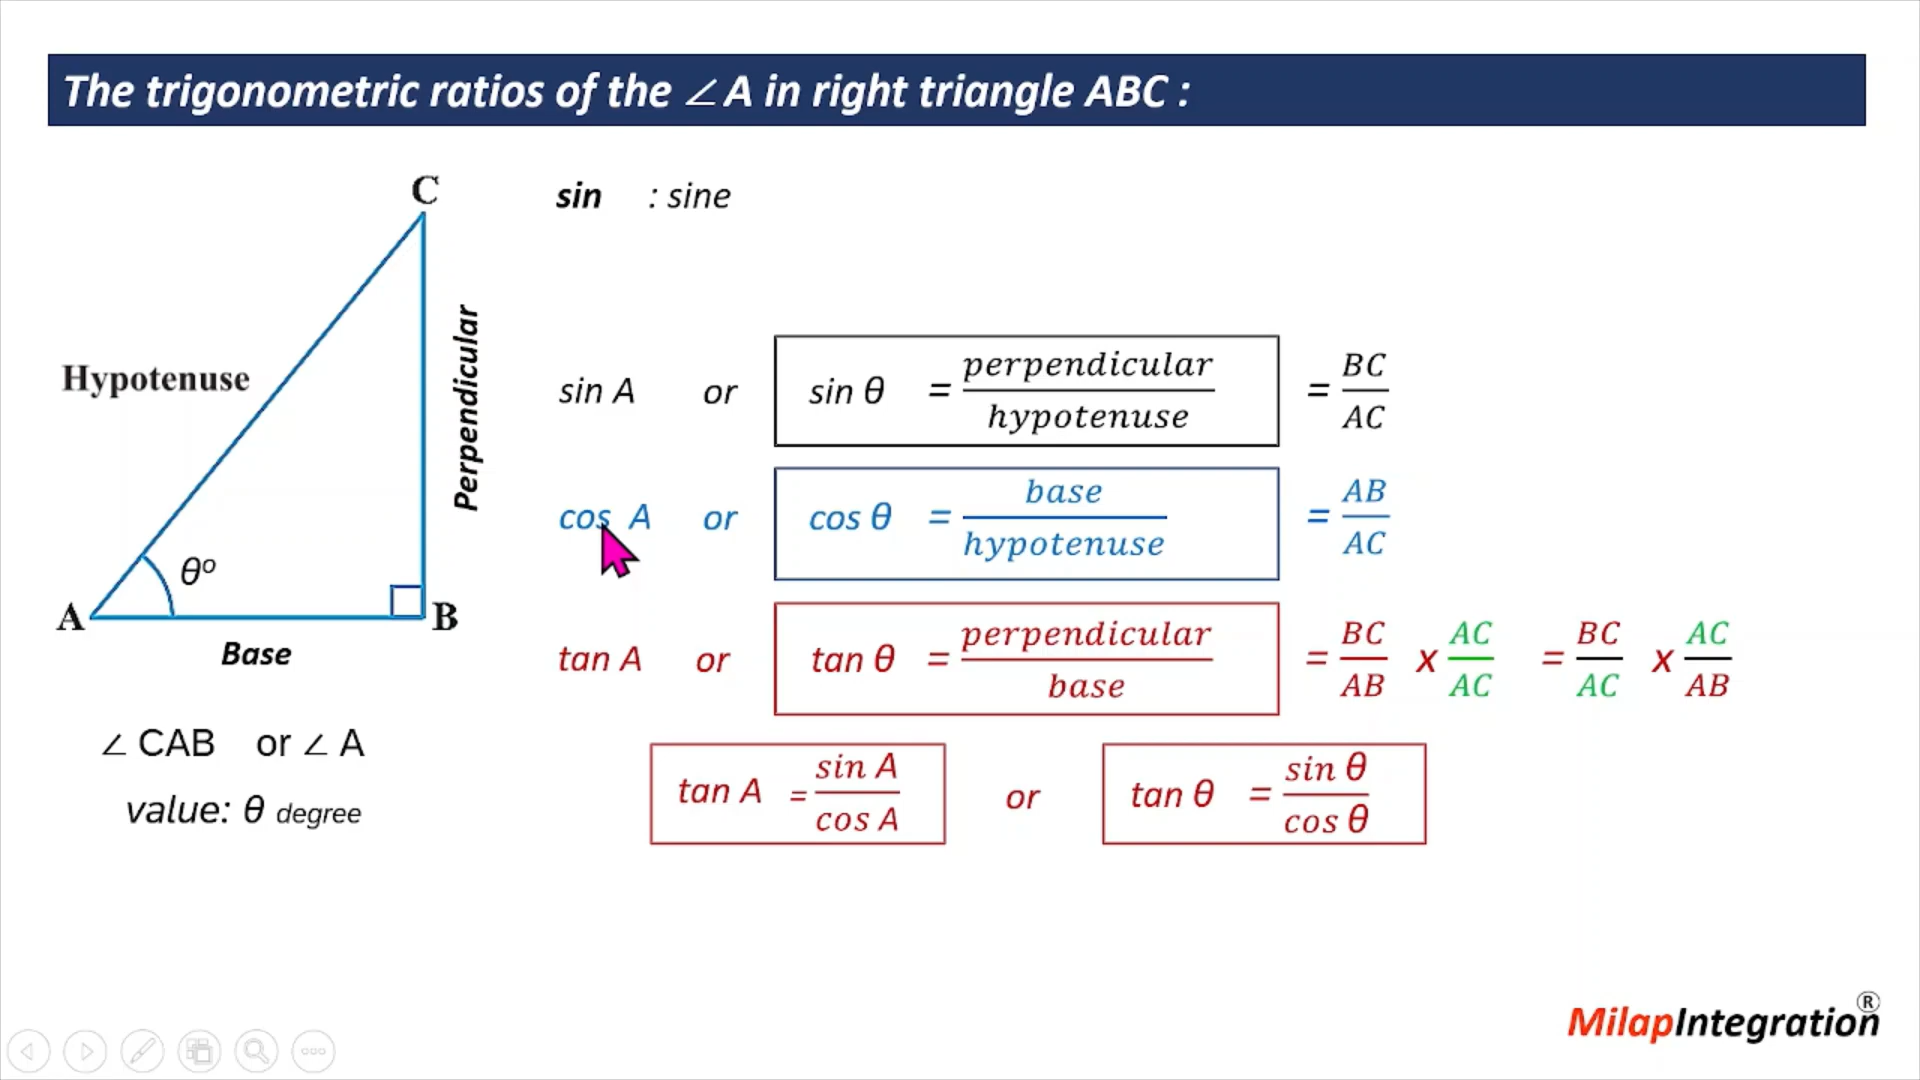 The trigonometric ratios of the ∠A in right triangle ABC :
C
Hypotenuse
Perpendicular
θº
A
B
Base
∠ CAB or ∠ A
value: θ degree
sin : sine
sin A or sin θ = perpendicular / hypotenuse = BC / AC
cos A or cos θ = base / hypotenuse = AB / AC
tan A or tan θ = perpendicular / base = BC / AB x AC / AC = BC / AC x AC / AB
tan A = sin A / cos A or tan θ = sin θ / cos θ
MilapIntegration®